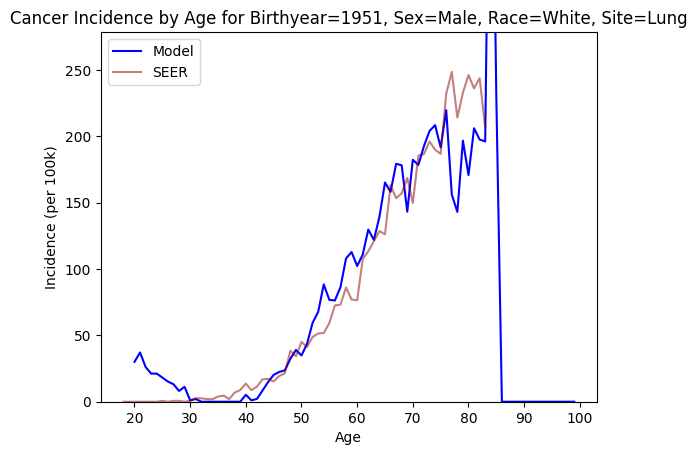 Cancer Incidence by Age for Birthyear=1951, Sex=Male, Race=White, Site=Lung
Model
SEER
Incidence (per 100k)
250
200
150
100
50
0
20 30 40 50 60 70 80 90 100
Age